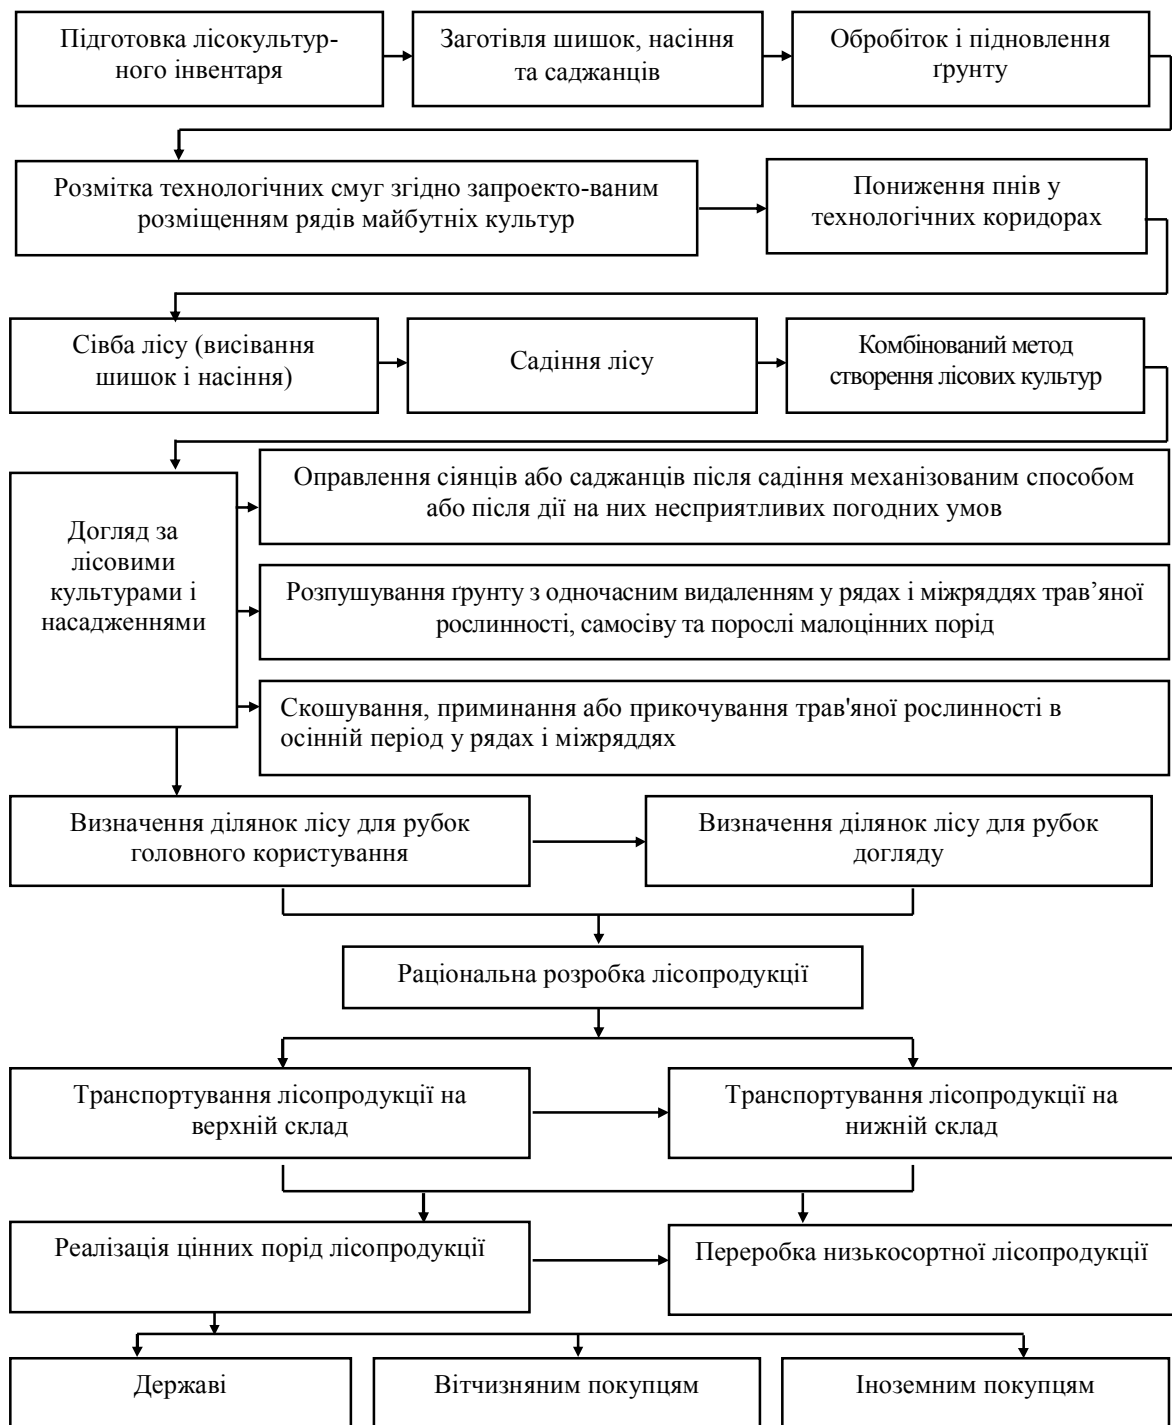 Підготовка лісокультур-
ного інвентаря
Заготівля шишок, насіння
та саджанців
Обробіток і підновлення
ґрунту
Розмітка технологічних смуг згідно запроекто-ваним
розміщенням рядів майбутніх культур
Пониження пнів у
технологічних коридорах
Сівба лісу (висівання
шишок і насіння)
Садіння лісу
Комбінований метод
створення лісових культур
Догляд за
лісовими
культурами і
насадженнями
Оправлення сіянців або саджанців після садіння механізованим способом
або після дії на них несприятливих погодних умов
Розпушування ґрунту з одночасним видаленням у рядах і міжряддях трав’яної
рослинності, самосіву та порослі малоцінних порід
Скошування, приминання або прикочування трав'яної рослинності в
осінній період у рядах і міжряддях
Визначення ділянок лісу для рубок
головного користування
Визначення ділянок лісу для рубок
догляду
Раціональна розробка лісопродукції
Транспортування лісопродукції на
верхній склад
Транспортування лісопродукції на
нижній склад
Реалізація цінних порід лісопродукції
Переробка низькосортної лісопродукції
Державі
Вітчизняним покупцям
Іноземним покупцям